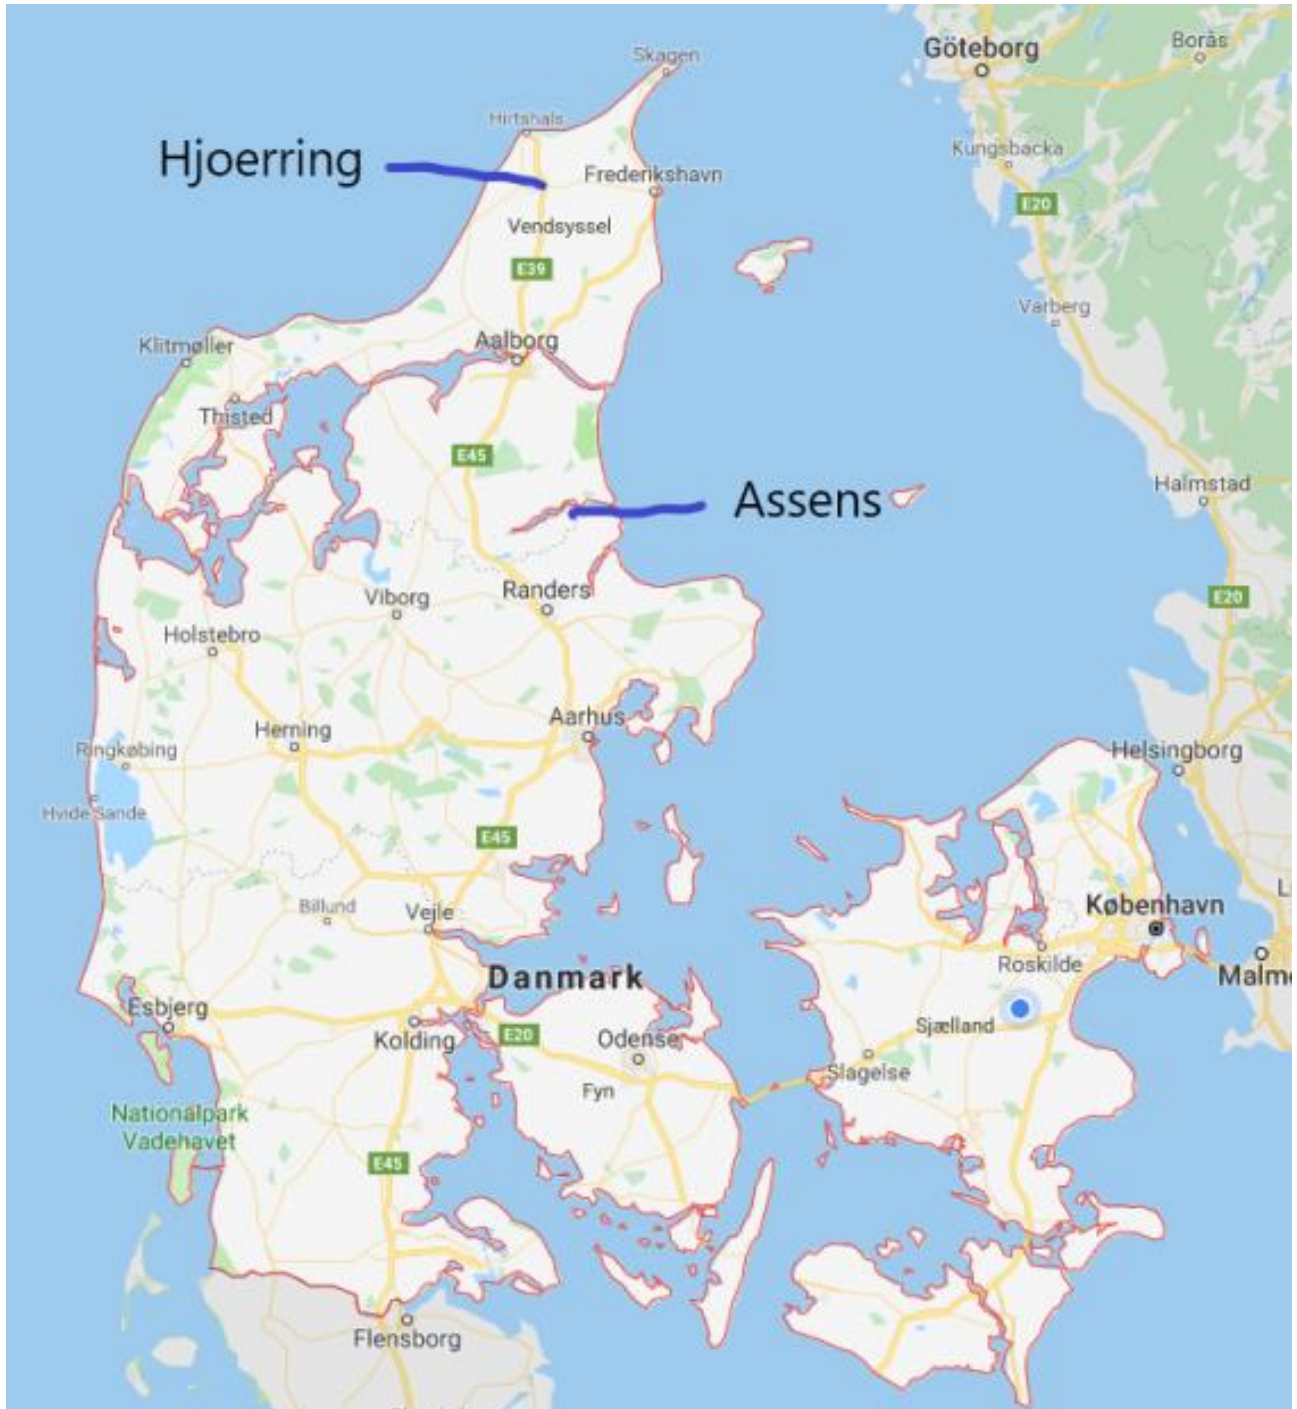 Skagen
Göteborg
Borås
Hirtshals
Hjoerring
Kungsbacka
Frederikshavn
E20
Vendsyssel
E39
Varberg
Klitmøller
Aalborg
Thisted
E45
Halmstad
Assens
Randers
Viborg
E20
Holstebro
Aarhus
Herning
Ringkøbing
Helsingborg
Hvide Sande
E45
Billund
Vejle
København
Roskilde
Danmark
Malmö
Esbjerg
Sjælland
E20
Odense
Kolding
Slagelse
Fyn
Nationalpark
Vadehavet
E45
Flensborg